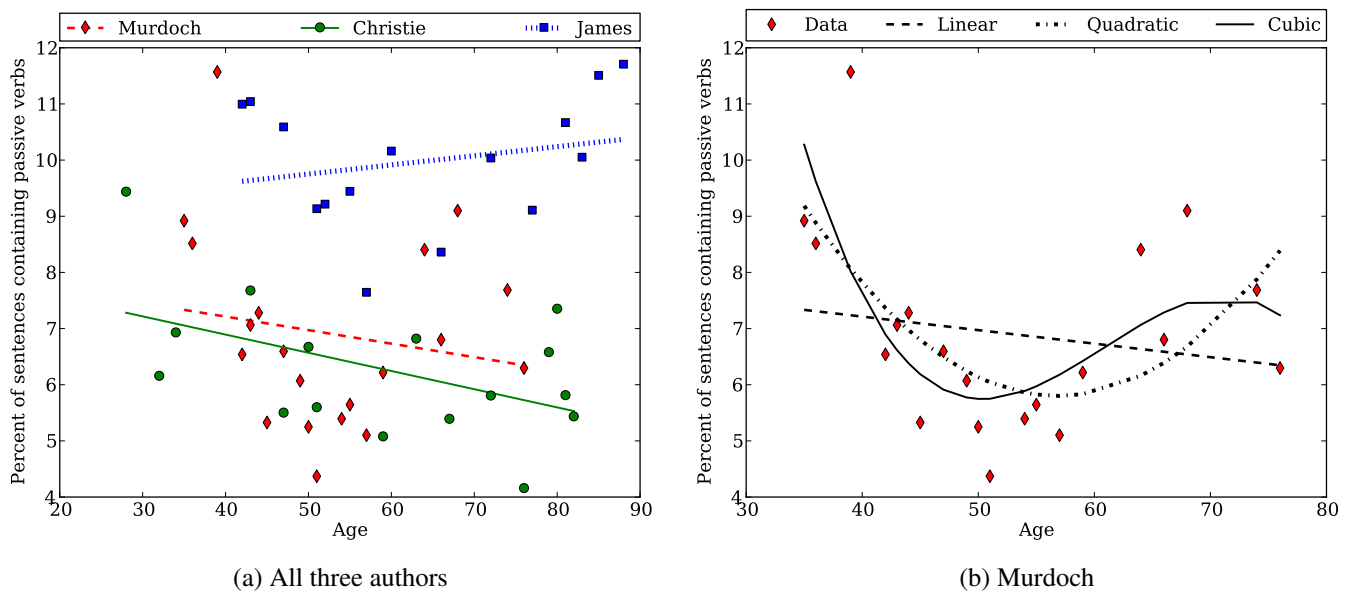 Murdoch Christie James
Percent of sentences containing passive verbs
12
11
10
9
8
7
6
5
4
20 30 40 50 60 70 80 90
Age
(a) All three authors
Data Linear Quadratic Cubic
Percent of sentences containing passive verbs
12
11
10
9
8
7
6
5
4
30 40 50 60 70 80
Age
(b) Murdoch